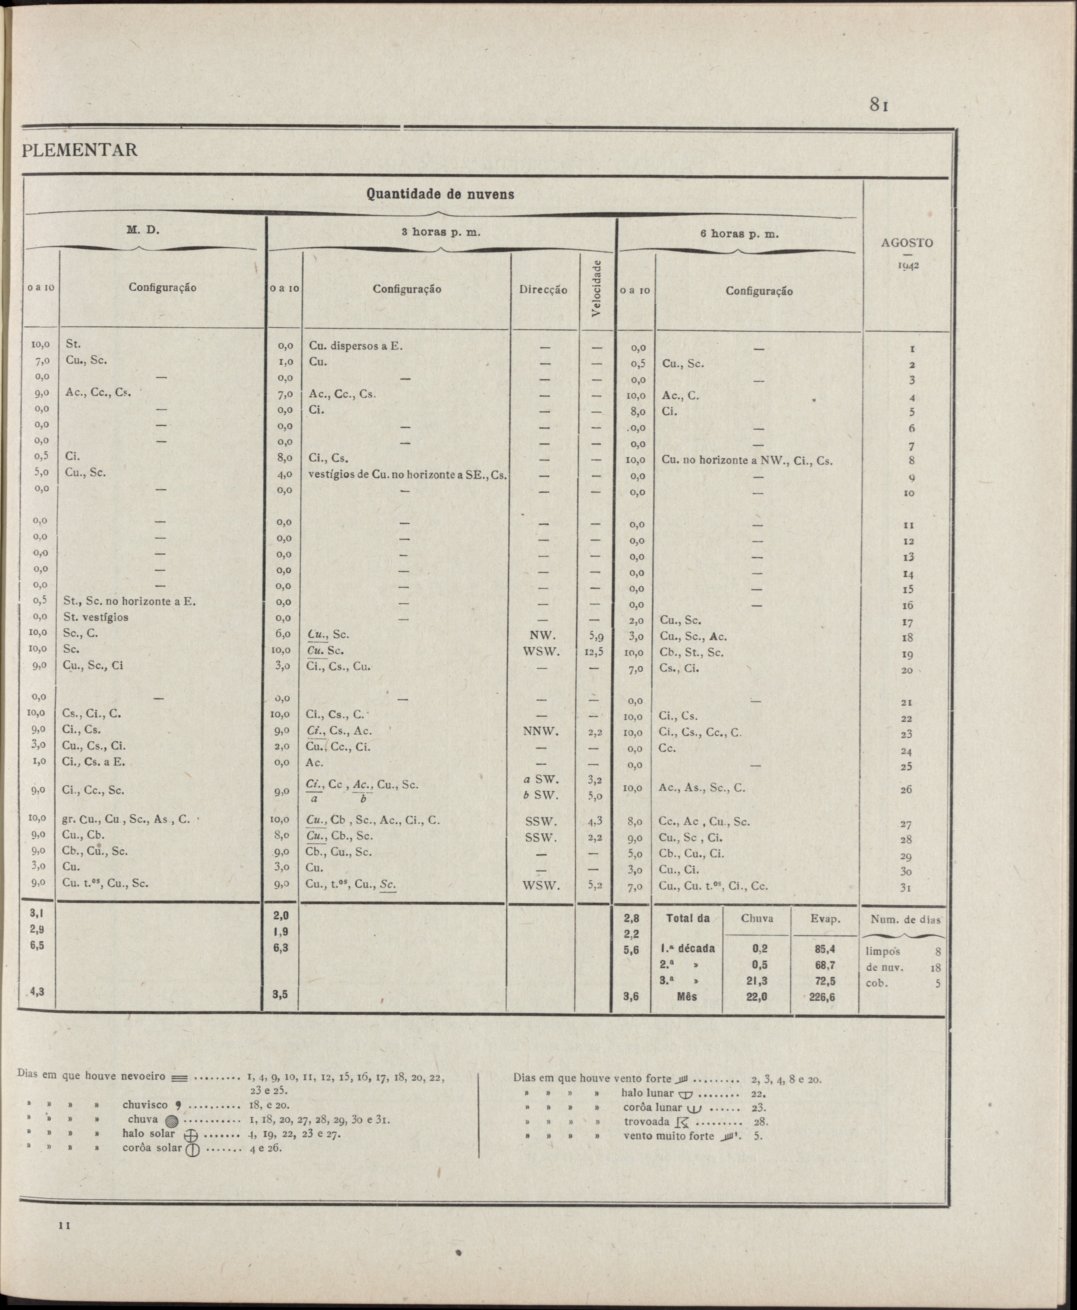 81
PLEMENTAR
Quantidade de nuvens
M. D. 3 horas p. m. 6 horas p. m. AGOSTO — 1942
0 a 10 Configuração 0 a 10 Configuração Direcção Velocidade 0 a 10 Configuração
10,0 St. 0,0 Cu. dispersos a E. — — 0,0 — 1
7,0 Cu., Sc. 1,0 Cu. — — 0,5 Cu., Sc. 2
0,0 — 0,0 — — — 0,0 — 3
9,0 Ac., Cc., Cs. 7,0 Ac., Cc., Cs. — — 10,0 Ac., C. 4
0,0 — 0,0 Ci. — — 8,0 Ci. 5
0,0 — 0,0 — — — 0,0 — 6
0,0 — 0,0 — — — 0,0 — 7
0,5 Ci. 8,0 Ci., Cs. — — 10,0 Cu. no horizonte a NW., Ci., Cs. 8
5,0 Cu., Sc. 4,0 vestígios de Cu. no horizonte a SE., Cs. — — 0,0 — 9
0,0 — 0,0 — — — 0,0 — 10
0,0 — 0,0 — — — 0,0 — 11
0,0 — 0,0 — — — 0,0 — 12
0,0 — 0,0 — — — 0,0 — 13
0,0 — 0,0 — — — 0,0 — 14
0,0 — 0,0 — — — 0,0 — 15
0,5 St., Sc. no horizonte a E. 0,0 — — — 0,0 — 16
0,0 St. vestígios 0,0 — — — 2,0 Cu., Sc. 17
10,0 Sc., C. 6,0 Cu., Sc. NW. 5,9 3,0 Cu., Sc., Ac. 18
10,0 Sc. 10,0 Cu. Sc. WSW. 12,5 10,0 Cb., St., Sc. 19
9,0 Cu., Sc., Ci 3,0 Ci., Cs., Cu. — — 7,0 Cs., Ci. 20
0,0 — 0,0 — — — 0,0 — 21
10,0 Cs., Ci., C. 10,0 Ci., Cs., C. — — 10,0 Ci., Cs. 22
9,0 Ci., Cs. 9,0 Ci., Cs., Ac. NNW. 2,2 10,0 Ci., Cs., Cc., C. 23
3,0 Cu., Cs., Ci. 2,0 Cu. Cc., Ci. — — 0,0 Cc. 24
1,0 Ci., Cs. a E. 0,0 Ac. — — 0,0 — 25
9,0 Ci., Cc., Sc. 9,0 Ci., Cc , Ac., Cu., Sc. a SW. 3,2 10,0 Ac., As., Sc., C. 26
a b b SW. 5,0
10,0 gr. Cu., Cu , Sc., As , C. 10,0 Cu., Cb , Sc., Ac., Ci., C. SSW. 4,3 8,0 Cc., Ac , Cu., Sc. 27
9,0 Cu., Cb. 8,0 Cu., Cb., Sc. SSW. 2,2 9,0 Cu., Sc , Ci. 28
9,0 Cb., Cu., Sc. 9,0 Cb., Cu., Sc. — — 5,0 Cb., Cu., Ci. 29
3,0 Cu. 3,0 Cu. — — 3,0 Cu., Ci. 30
9,0 Cu. t.os, Cu., Sc. 9,0 Cu., t.os, Cu., Sc. WSW. 5,2 7,0 Cu., Cu. t.os, Ci., Cc. 31
3,1 2,0 2,8 Total da Chuva Evap. Num. de dias
2,9 1,9 2,2
6,5 6,3 5,6 1.ª década 0,2 85,4 limpos 8
2.ª » 0,5 68,7 de nuv. 18
3.ª » 21,3 72,5 cob. 5
4,3 3,5 3,6 Mês 22,0 226,6
Dias em que houve nevoeiro ......... 1, 4, 9, 10, 11, 12, 15, 16, 17, 18, 20, 22,
23 e 25.
» » » » chuvisco .......... 18, e 20.
» » » » chuva ........... 1, 18, 20, 27, 28, 29, 30 e 31.
» » » » halo solar ....... 4, 19, 22, 23 e 27.
» » » » corôa solar ....... 4 e 26.
Dias em que houve vento forte ......... 2, 3, 4, 8 e 20.
» » » » halo lunar ........ 22.
» » » » corôa lunar ...... 23.
» » » » trovoada ......... 28.
» » » » vento muito forte . 5.
11